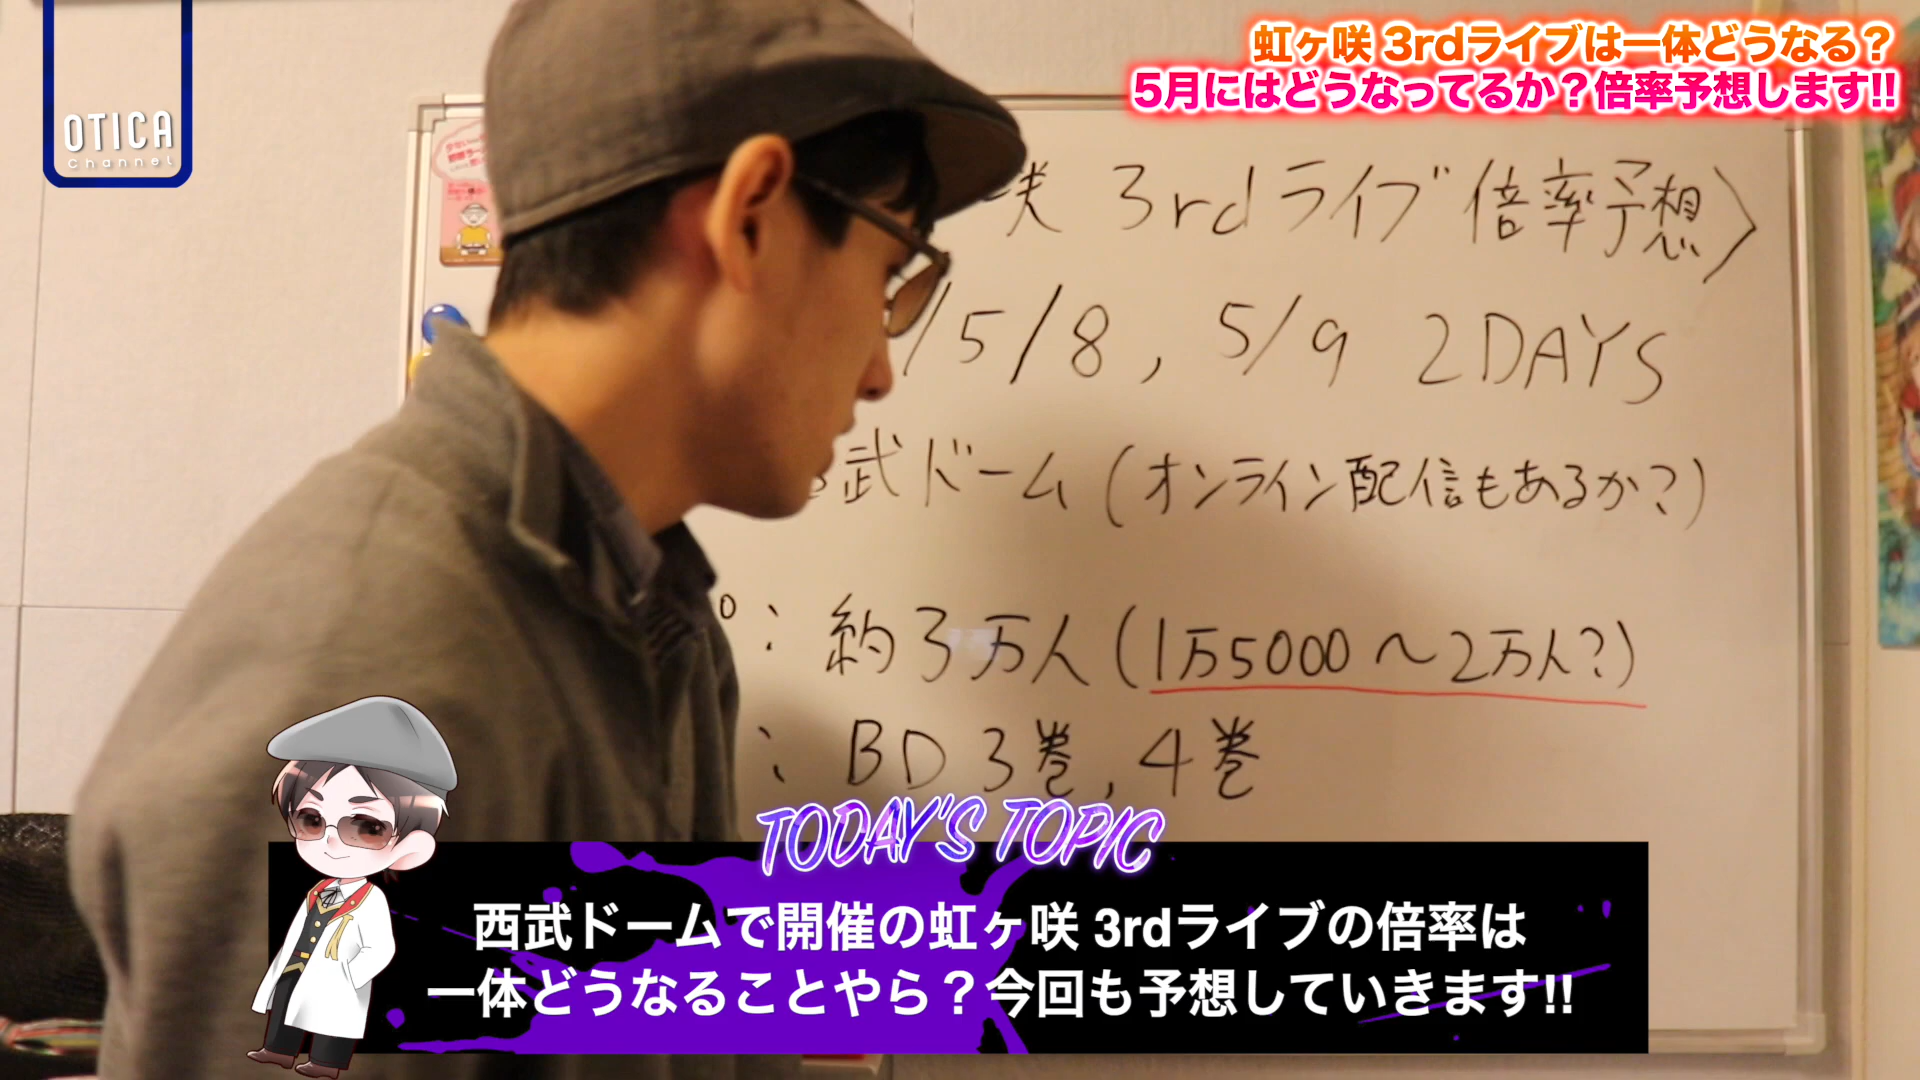 OTICA
Channel
虹ヶ咲 3rdライブは一体どうなる？
5月にはどうなってるか？倍率予想します!!
咲 3rdライブ 倍率予想〉
/5/8, 5/9 2DAYS
武ドーム (オンライン配信もあるか?)
: 約3万人(1万5000～2万人?)
: BD 3巻, 4巻
TODAY'S TOPIC
西武ドームで開催の虹ヶ咲 3rdライブの倍率は
一体どうなることやら？今回も予想していきます!!